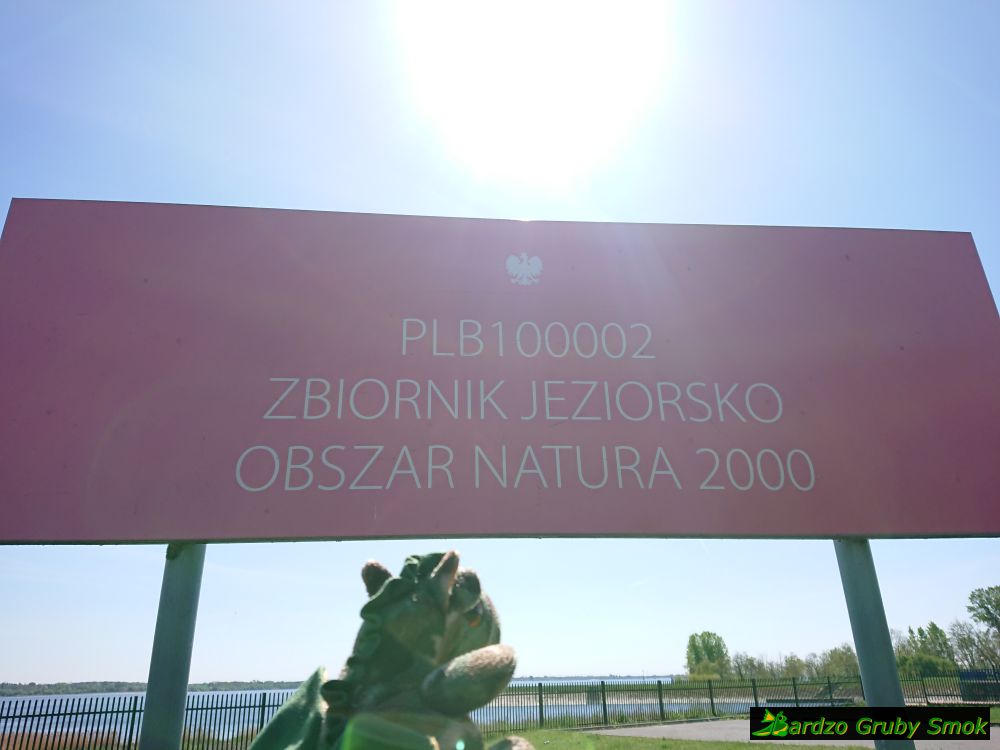 PLB100002
ZBIORNIK JEZIORSKO
OBSZAR NATURA 2000
Bardzo Gruby Smok